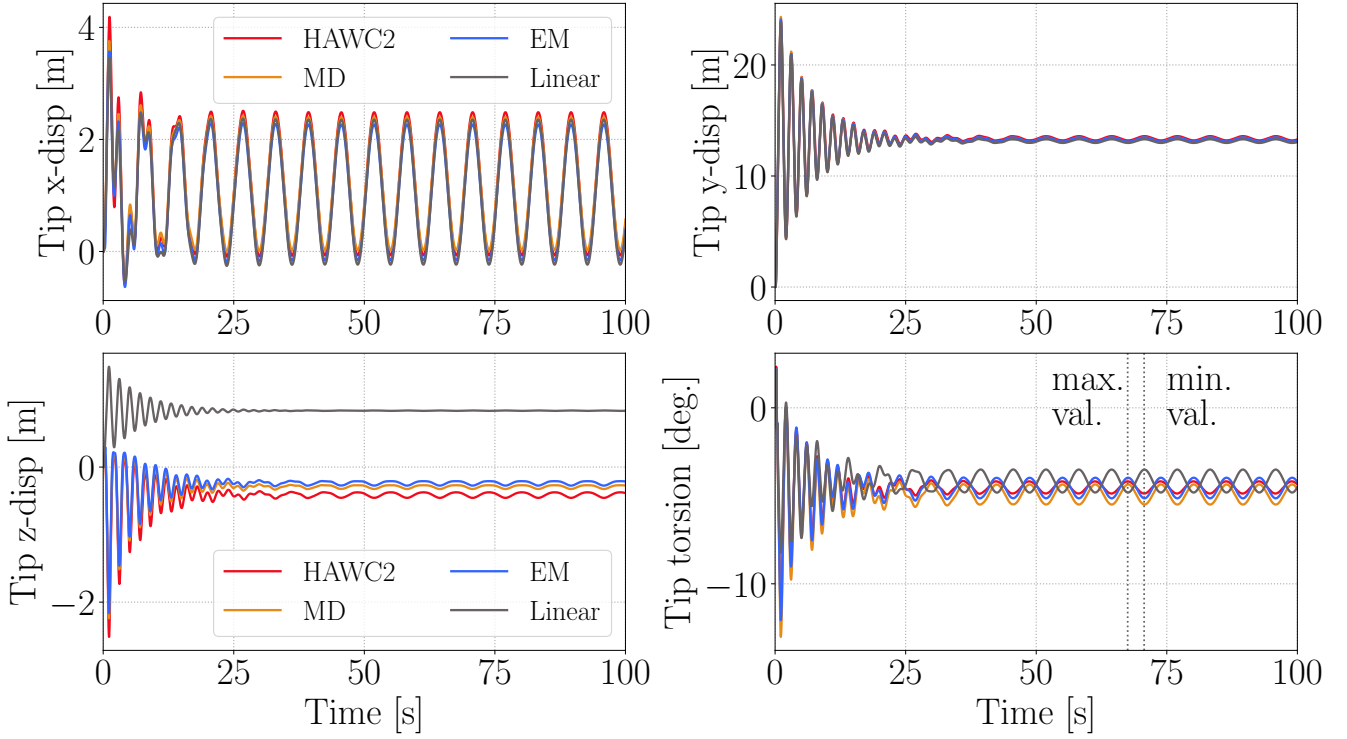 Tip x-disp [m]
4
2
0
HAWC2 EM
MD Linear
0 25 50 75 100
Tip y-disp [m]
20
10
0
0 25 50 75 100
Tip z-disp [m]
0
−2
HAWC2 EM
MD Linear
0 25 50 75 100
Time [s]
Tip torsion [deg.]
0
−10
max.
val.
min.
val.
0 25 50 75 100
Time [s]